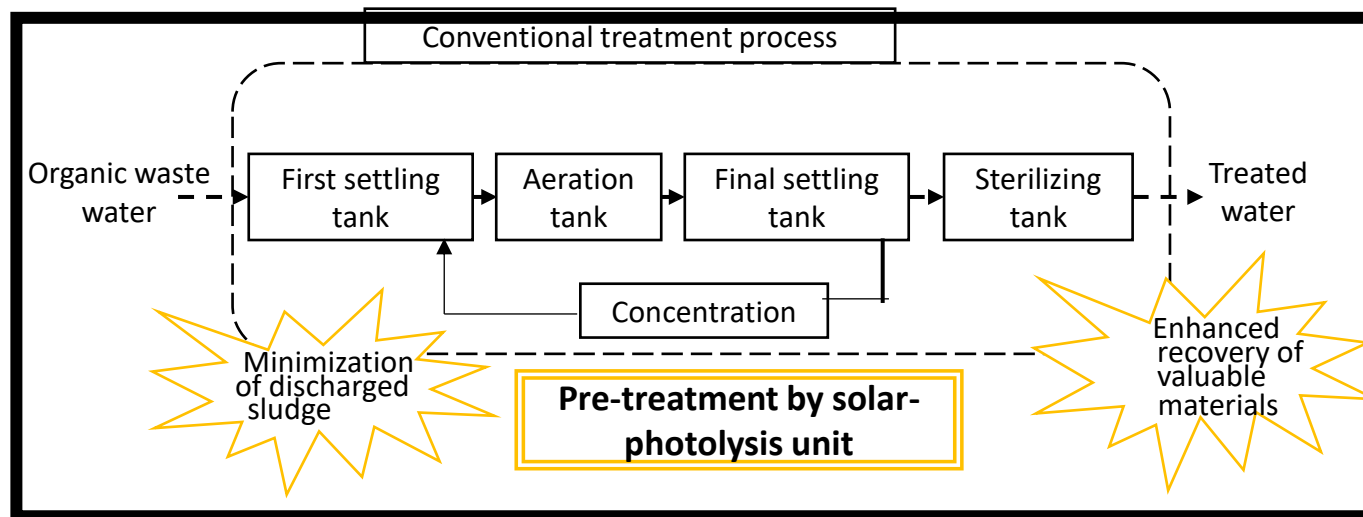 Conventional treatment process
Organic waste
water
First settling
tank
Aeration
tank
Final settling
tank
Sterilizing
tank
Treated
water
Concentration
Minimization
of discharged
sludge
Pre-treatment by solar-
photolysis unit
Enhanced
recovery of
valuable
materials